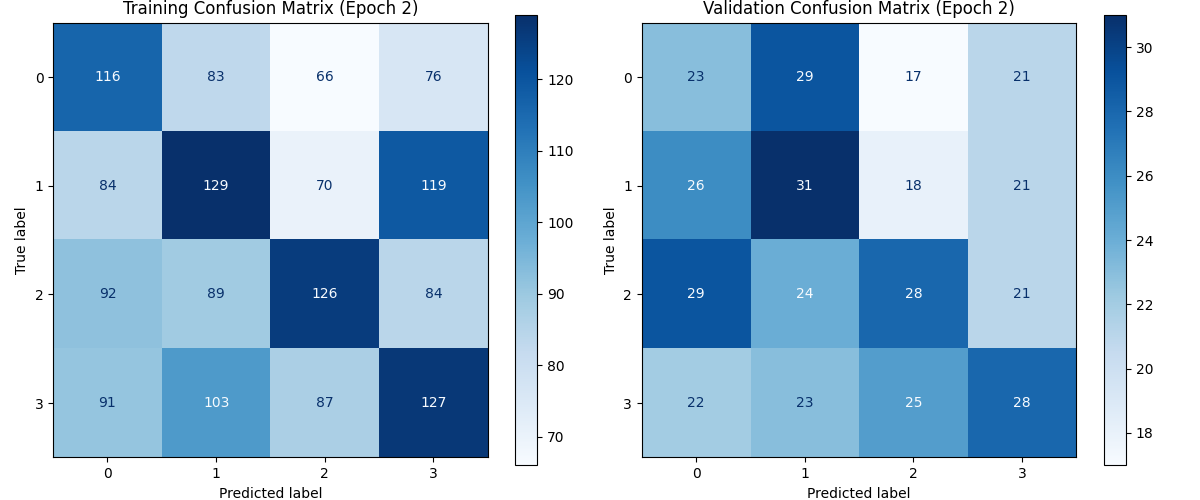 Training Confusion Matrix (Epoch 2)
Validation Confusion Matrix (Epoch 2)
True label
0
116 83 66 76
1
84 129 70 119
2
92 89 126 84
3
91 103 87 127
0 1 2 3
Predicted label
120
110
100
90
80
70
True label
0
23 29 17 21
1
26 31 18 21
2
29 24 28 21
3
22 23 25 28
0 1 2 3
Predicted label
30
28
26
24
22
20
18